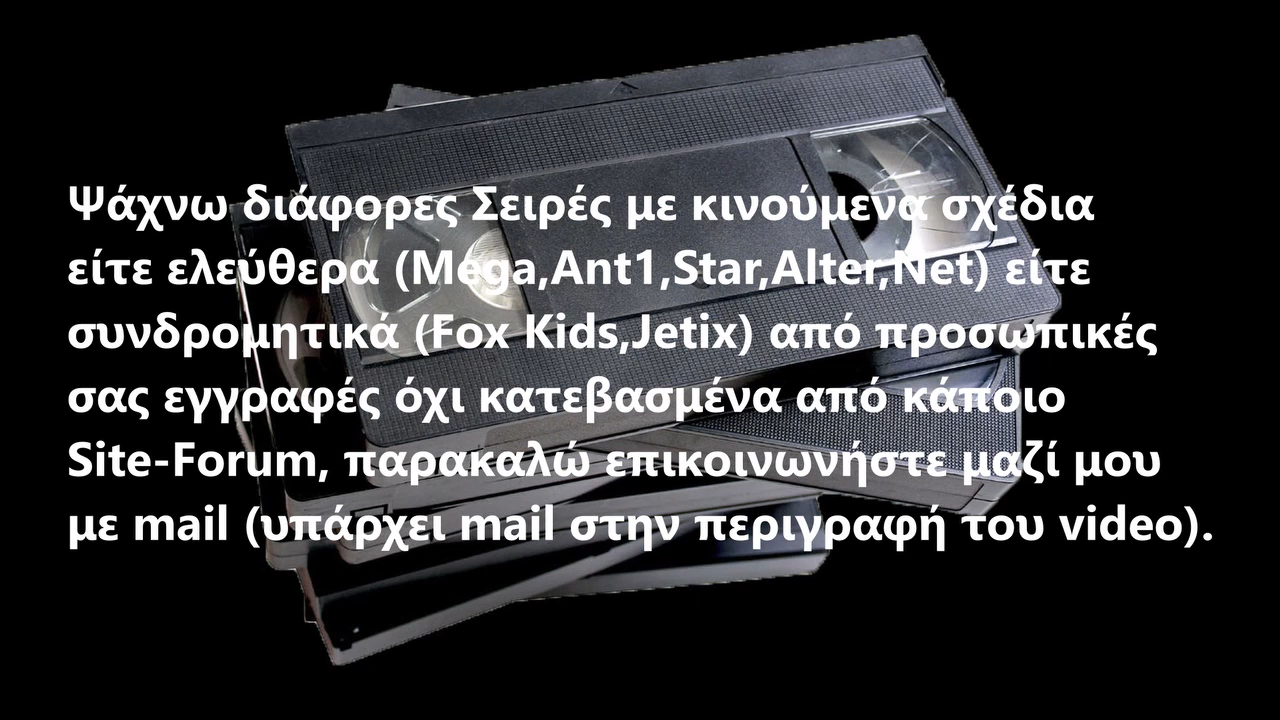 Ψάχνω διάφορες Σειρές με κινούμενα σχέδια
είτε ελεύθερα (Mega,Ant1,Star,Alter,Net) είτε
συνδρομητικά (Fox Kids,Jetix) από προσωπικές
σας εγγραφές όχι κατεβασμένα από κάποιο
Site-Forum, παρακαλώ επικοινωνήστε μαζί μου
με mail (υπάρχει mail στην περιγραφή του video).